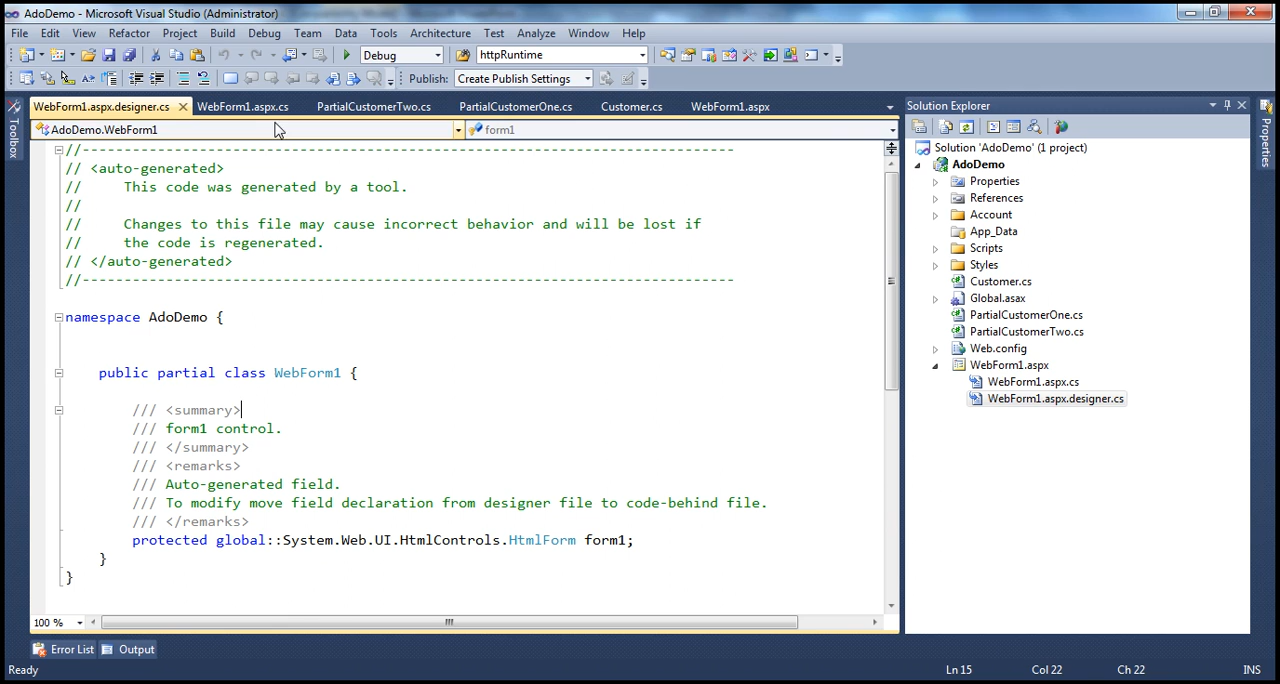 AdoDemo - Microsoft Visual Studio (Administrator)
File Edit View Refactor Project Build Debug Team Data Tools Architecture Test Analyze Window Help
Debug httpRuntime
Publish: Create Publish Settings
WebForm1.aspx.designer.cs WebForm1.aspx.cs PartialCustomerTwo.cs PartialCustomerOne.cs Customer.cs WebForm1.aspx
AdoDemo.WebForm1 form1
Toolbox
//--------------------------------------------------------------------------------
// <auto-generated>
//     This code was generated by a tool.
//
//     Changes to this file may cause incorrect behavior and will be lost if
//     the code is regenerated.
// </auto-generated>
//--------------------------------------------------------------------------------
namespace AdoDemo {
public partial class WebForm1 {
/// <summary>
/// form1 control.
/// </summary>
/// <remarks>
/// Auto-generated field.
/// To modify move field declaration from designer file to code-behind file.
/// </remarks>
protected global::System.Web.UI.HtmlControls.HtmlForm form1;
}
}
100 %
Solution Explorer
Solution 'AdoDemo' (1 project)
AdoDemo
Properties
References
Account
App_Data
Scripts
Styles
Customer.cs
Global.asax
PartialCustomerOne.cs
PartialCustomerTwo.cs
Web.config
WebForm1.aspx
WebForm1.aspx.cs
WebForm1.aspx.designer.cs
Properties
Error List Output
Ready Ln 15 Col 22 Ch 22 INS